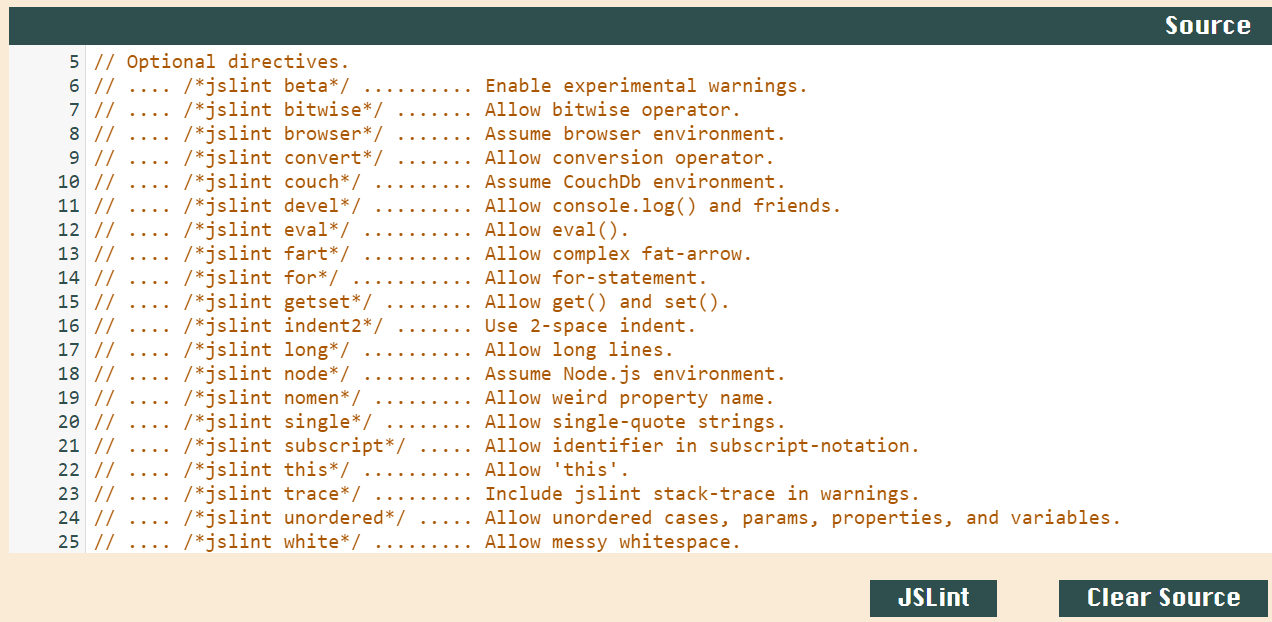 Source
5 // Optional directives.
6 // .... /*jslint beta*/ .......... Enable experimental warnings.
7 // .... /*jslint bitwise*/ ....... Allow bitwise operator.
8 // .... /*jslint browser*/ ....... Assume browser environment.
9 // .... /*jslint convert*/ ....... Allow conversion operator.
10 // .... /*jslint couch*/ ......... Assume CouchDb environment.
11 // .... /*jslint devel*/ ......... Allow console.log() and friends.
12 // .... /*jslint eval*/ .......... Allow eval().
13 // .... /*jslint fart*/ .......... Allow complex fat-arrow.
14 // .... /*jslint for*/ ........... Allow for-statement.
15 // .... /*jslint getset*/ ........ Allow get() and set().
16 // .... /*jslint indent2*/ ....... Use 2-space indent.
17 // .... /*jslint long*/ .......... Allow long lines.
18 // .... /*jslint node*/ .......... Assume Node.js environment.
19 // .... /*jslint nomen*/ ......... Allow weird property name.
20 // .... /*jslint single*/ ........ Allow single-quote strings.
21 // .... /*jslint subscript*/ ..... Allow identifier in subscript-notation.
22 // .... /*jslint this*/ .......... Allow 'this'.
23 // .... /*jslint trace*/ ......... Include jslint stack-trace in warnings.
24 // .... /*jslint unordered*/ ..... Allow unordered cases, params, properties, and variables.
25 // .... /*jslint white*/ ......... Allow messy whitespace.
JSLint Clear Source